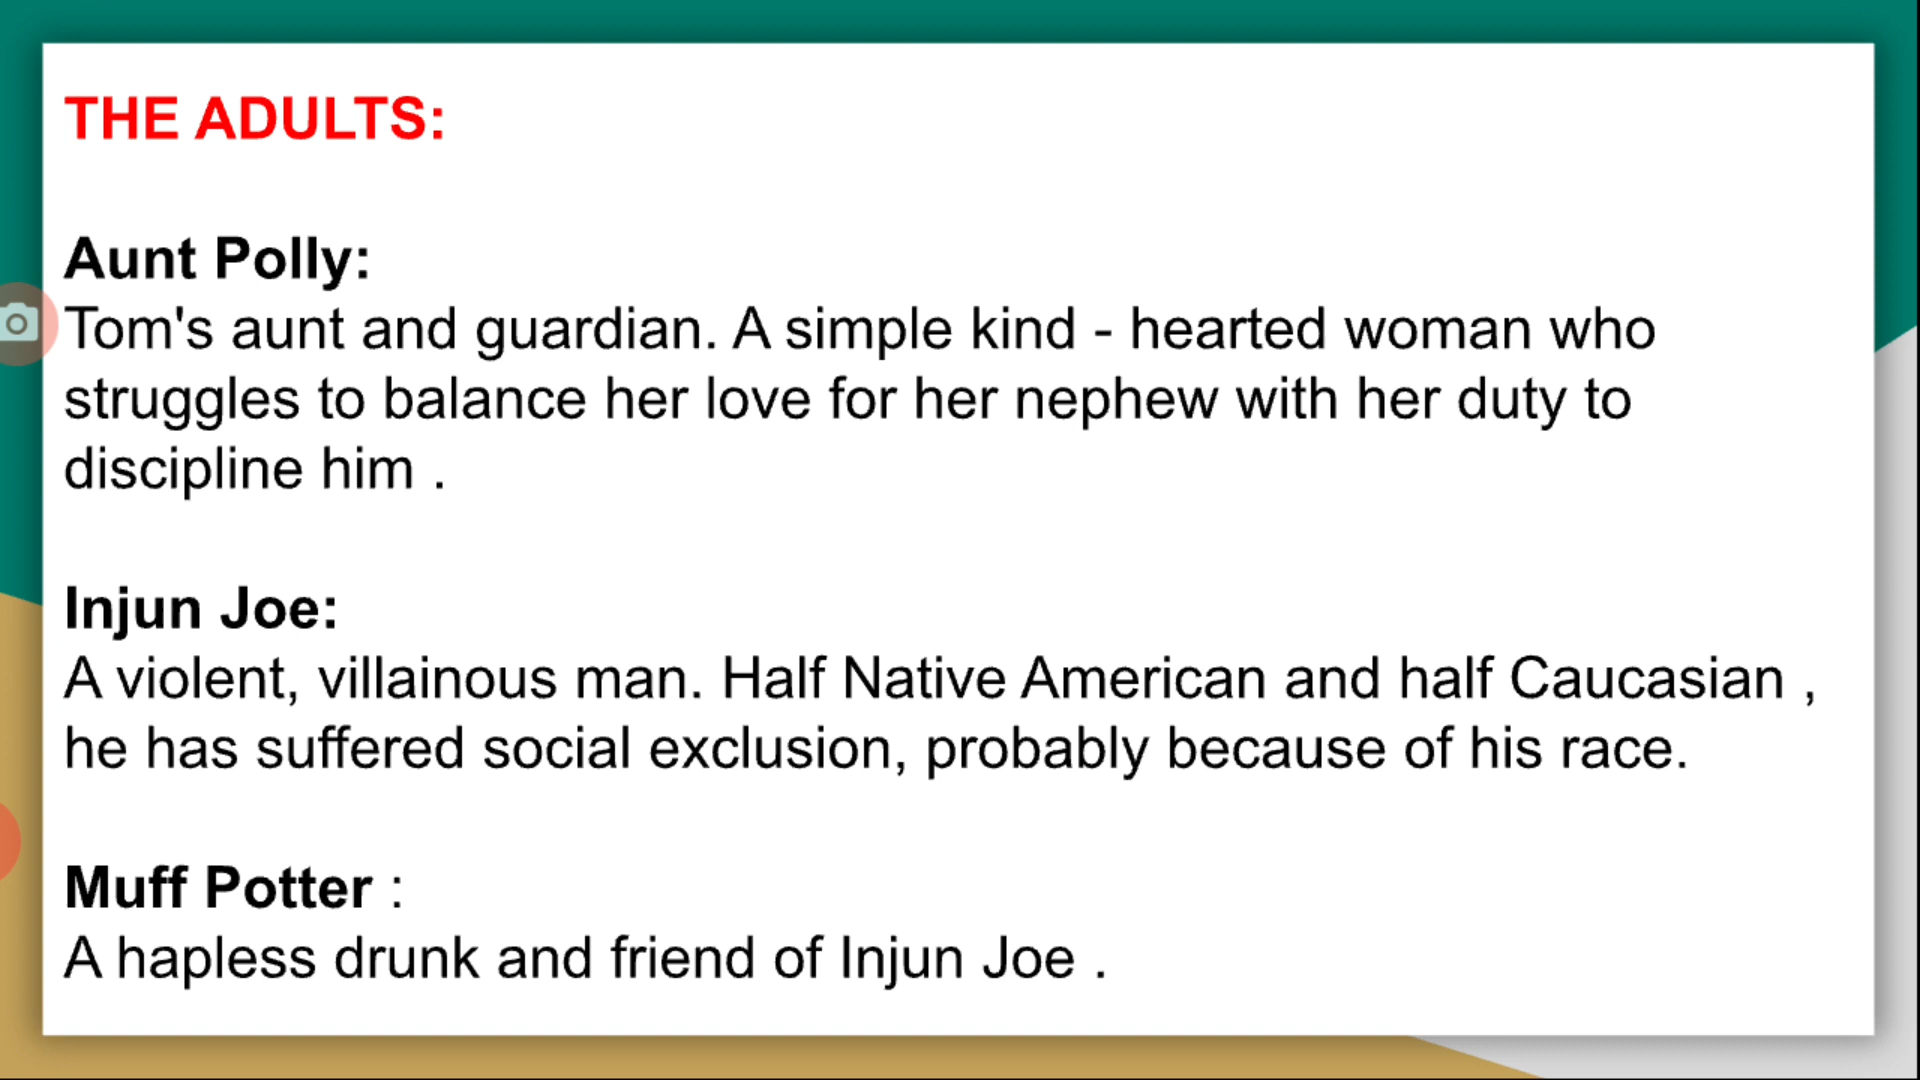 THE ADULTS:
Aunt Polly:
Tom's aunt and guardian. A simple kind - hearted woman who
struggles to balance her love for her nephew with her duty to
discipline him .
Injun Joe:
A violent, villainous man. Half Native American and half Caucasian ,
he has suffered social exclusion, probably because of his race.
Muff Potter :
A hapless drunk and friend of Injun Joe .